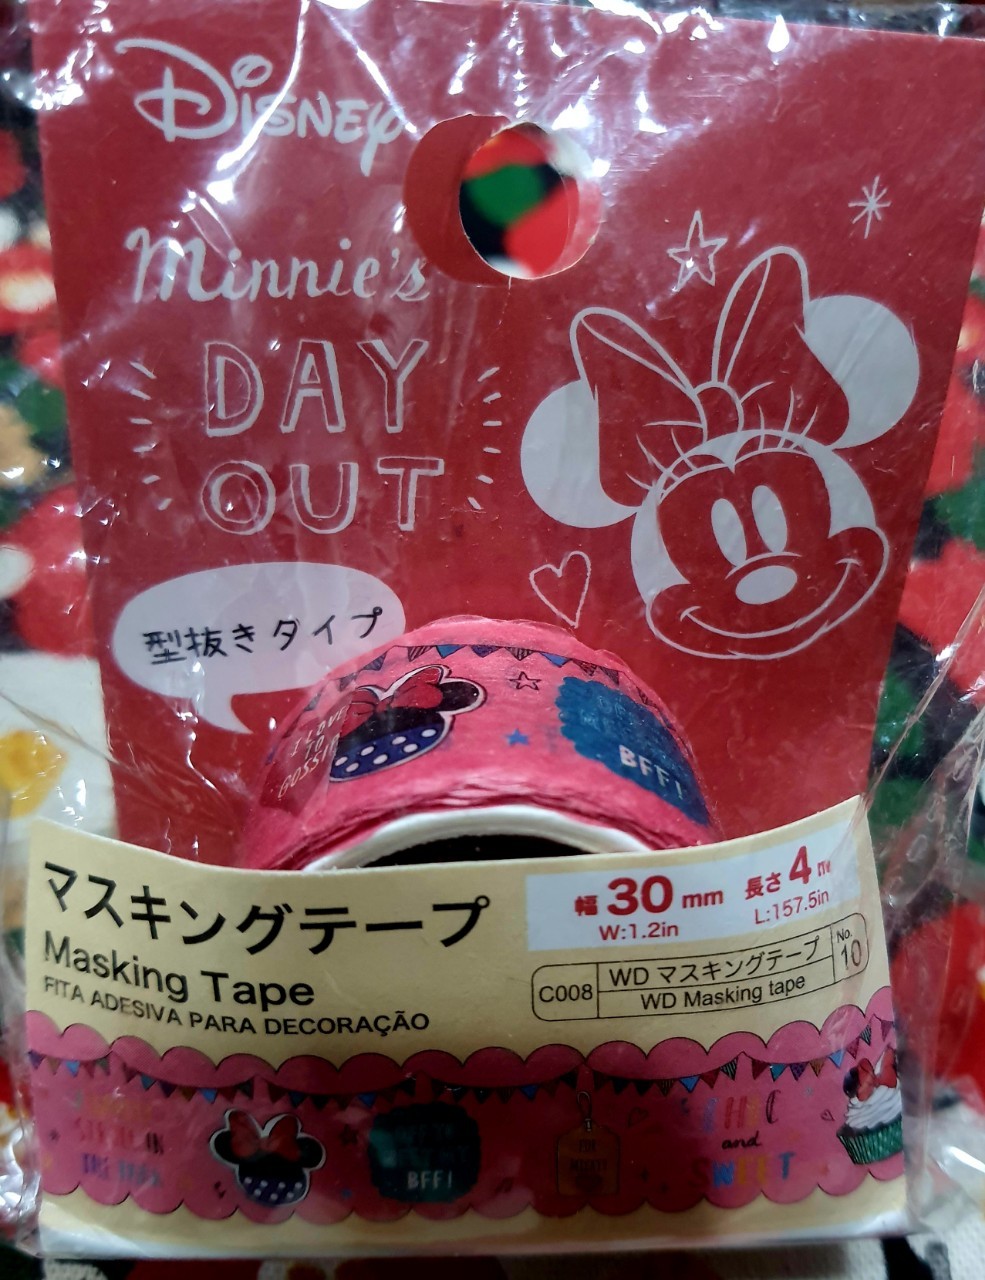 Disney
Minnie's
DAY
OUT
型抜きタイプ
I LOVE
TO
GOSSIP
BFF!
マスキングテープ
Masking Tape
FITA ADESIVA PARA DECORAÇÃO
幅 30 mm 長さ 4 m
W:1.2in L:157.5in
C008 WD マスキングテープ No. 10
WD Masking tape
BFF!
CHIC
and
SWEET